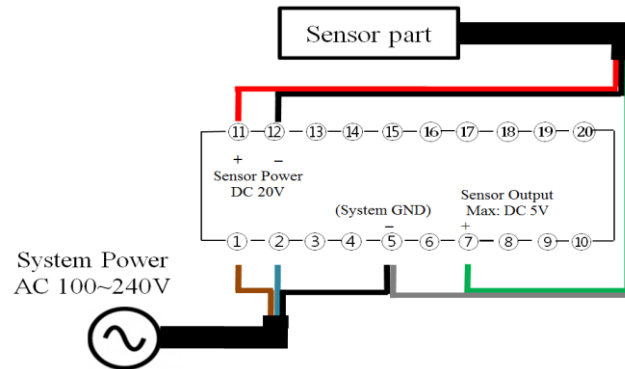 Sensor part
⑪ ⑫ ⑬ ⑭ ⑮ ⑯ ⑰ ⑱ ⑲ ⑳
+ −
Sensor Power
DC 20V
Sensor Output
Max: DC 5V
(System GND)
− +
① ② ③ ④ ⑤ ⑥ ⑦ ⑧ ⑨ ⑩
System Power
AC 100~240V